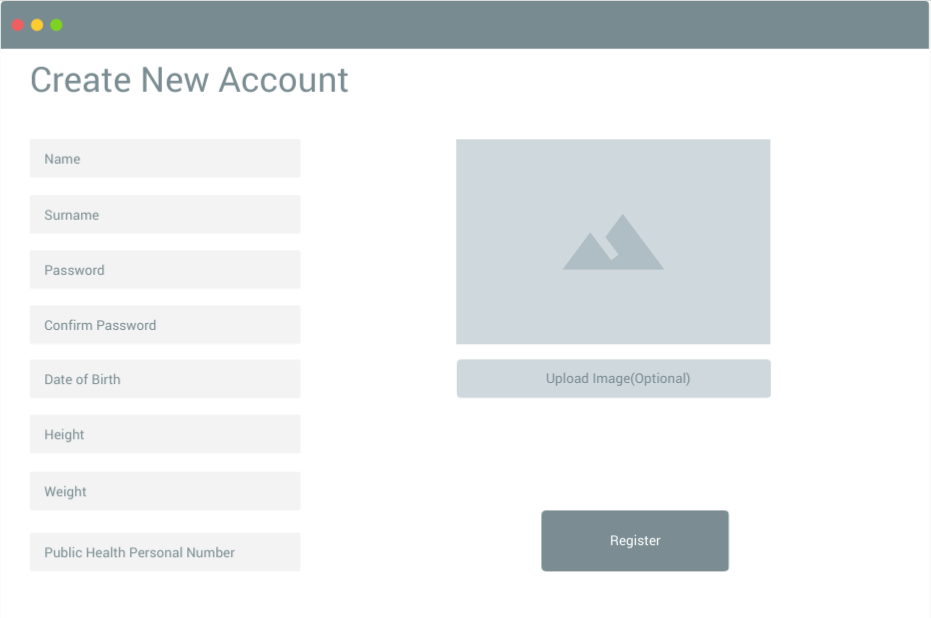 Create New Account
Name
Surname
Password
Confirm Password
Date of Birth
Height
Weight
Public Health Personal Number
Upload Image(Optional)
Register